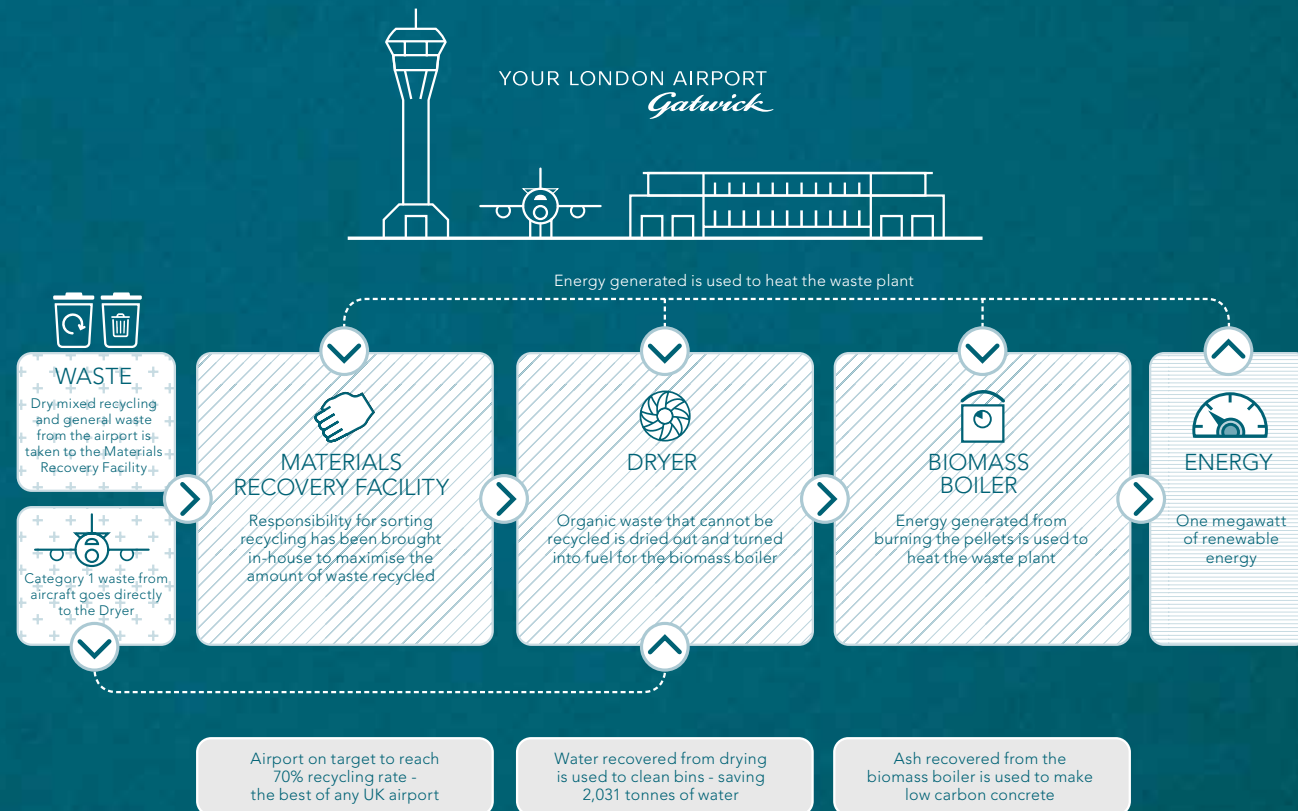 YOUR LONDON AIRPORT
Gatwick
Energy generated is used to heat the waste plant
WASTE
Dry mixed recycling
and general waste
from the airport is
taken to the Materials
Recovery Facility
Category 1 waste from
aircraft goes directly
to the Dryer
MATERIALS
RECOVERY FACILITY
Responsibility for sorting
recycling has been brought
in-house to maximise the
amount of waste recycled
DRYER
Organic waste that cannot be
recycled is dried out and turned
into fuel for the biomass boiler
BIOMASS
BOILER
Energy generated from
burning the pellets is used to
heat the waste plant
ENERGY
One megawatt
of renewable
energy
Airport on target to reach
70% recycling rate -
the best of any UK airport
Water recovered from drying
is used to clean bins - saving
2,031 tonnes of water
Ash recovered from the
biomass boiler is used to make
low carbon concrete